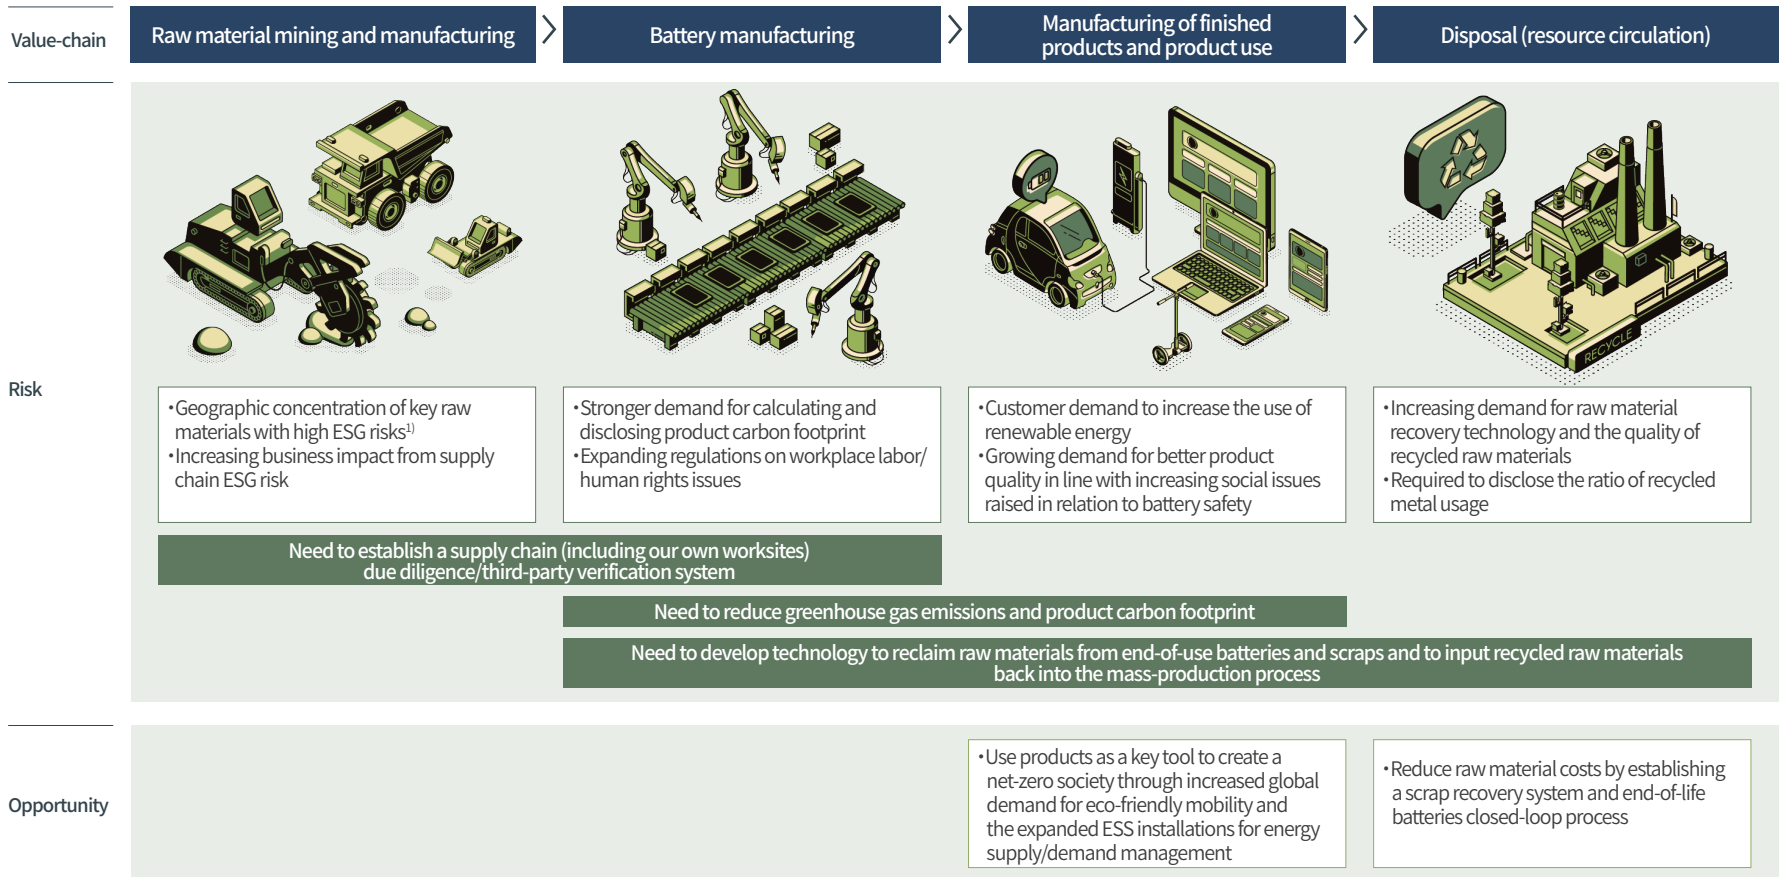 Value-chain
Raw material mining and manufacturing
Battery manufacturing
Manufacturing of finished
products and product use
Disposal (resource circulation)
Risk
RECYCLE
•Geographic concentration of key raw
materials with high ESG risks1)
•Increasing business impact from supply
chain ESG risk
•Stronger demand for calculating and
disclosing product carbon footprint
•Expanding regulations on workplace labor/
human rights issues
•Customer demand to increase the use of
renewable energy
•Growing demand for better product
quality in line with increasing social issues
raised in relation to battery safety
•Increasing demand for raw material
recovery technology and the quality of
recycled raw materials
•Required to disclose the ratio of recycled
metal usage
Need to establish a supply chain (including our own worksites)
due diligence/third-party verification system
Need to reduce greenhouse gas emissions and product carbon footprint
Need to develop technology to reclaim raw materials from end-of-use batteries and scraps and to input recycled raw materials
back into the mass-production process
Opportunity
•Use products as a key tool to create a
net-zero society through increased global
demand for eco-friendly mobility and
the expanded ESS installations for energy
supply/demand management
•Reduce raw material costs by establishing
a scrap recovery system and end-of-life
batteries closed-loop process